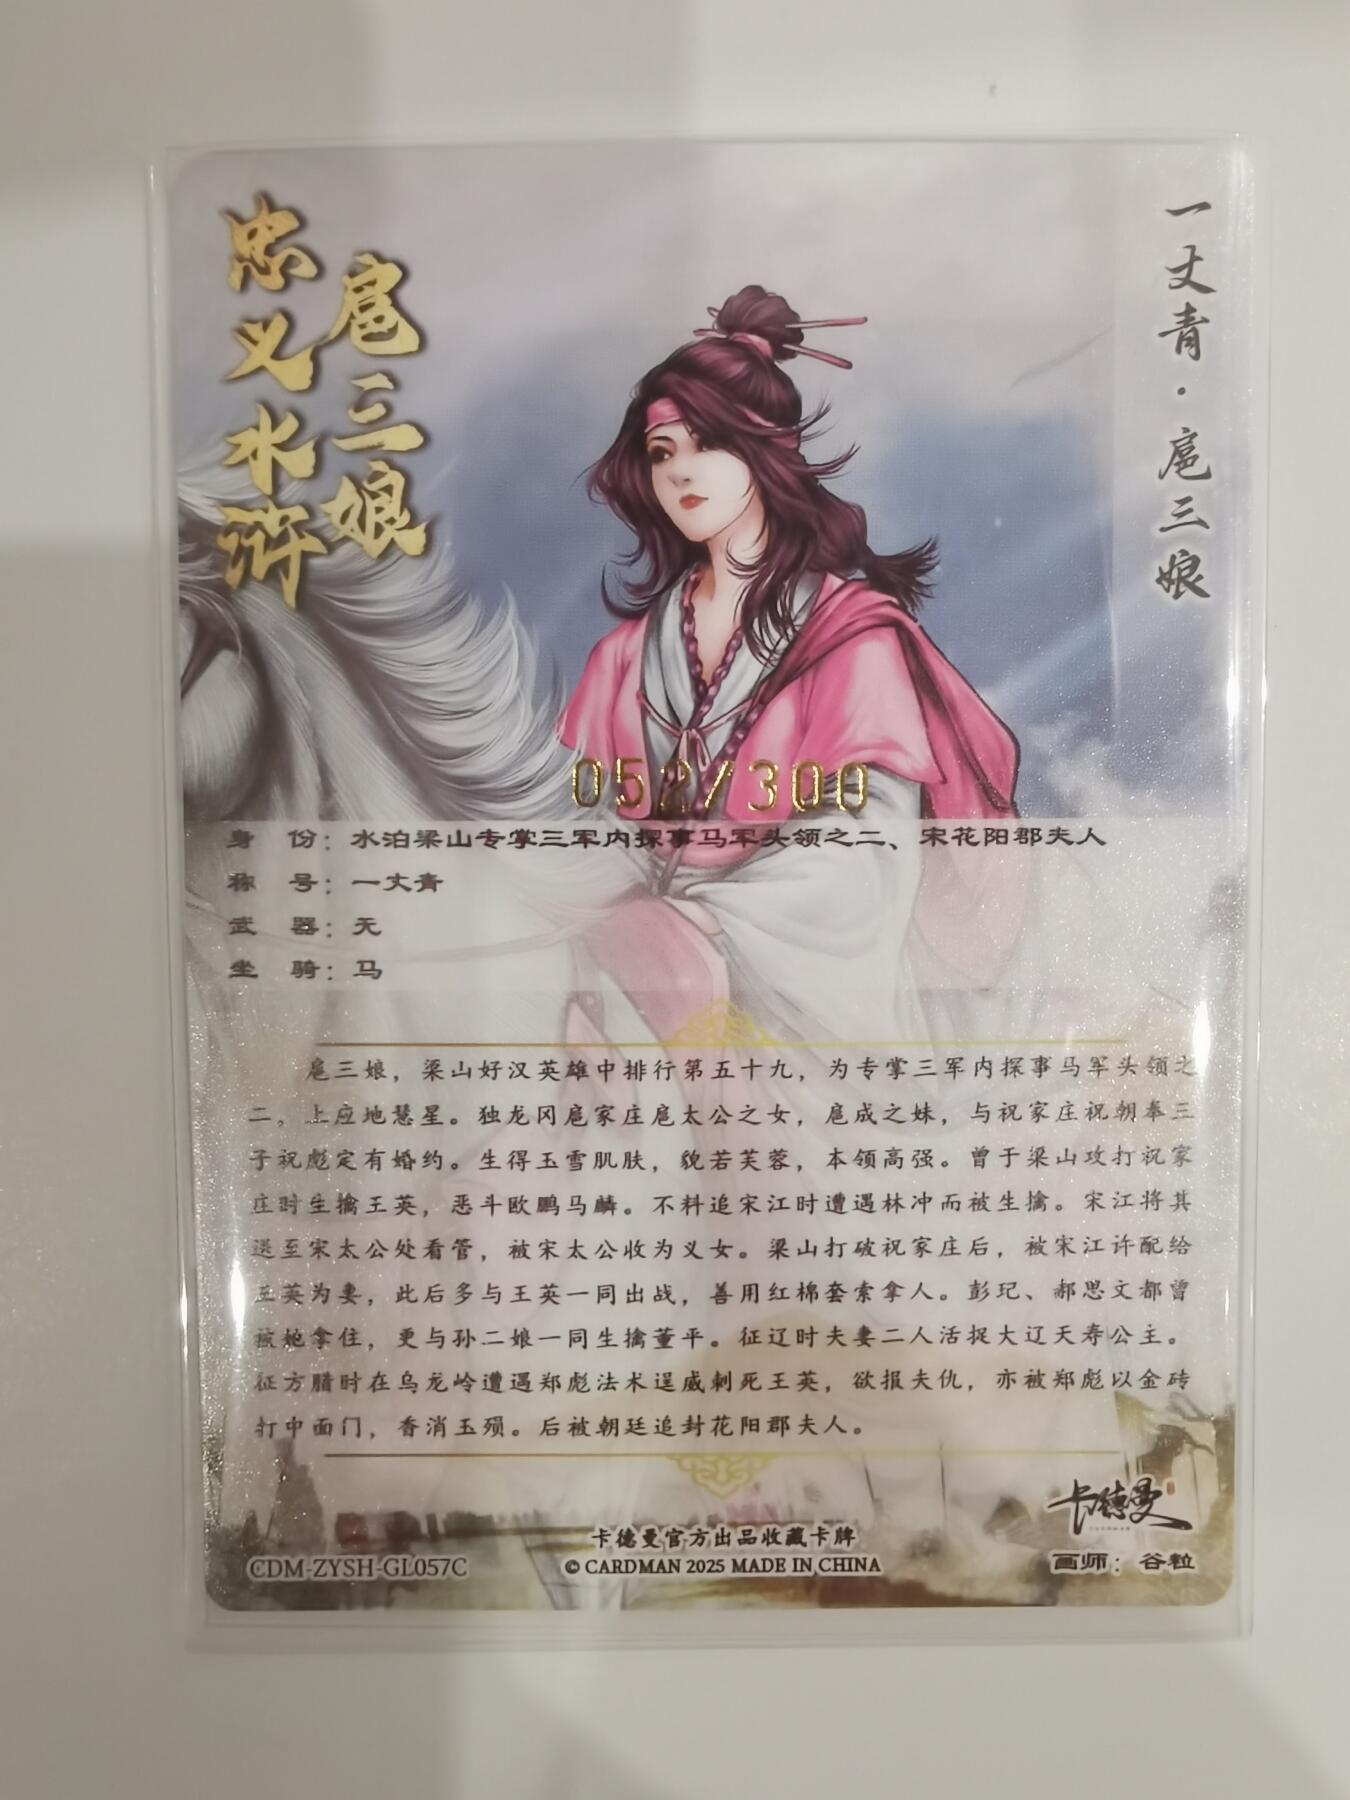 忠义水浒
扈三娘
一丈青·扈三娘
052/300
身 份：水泊梁山专掌三军内探事马军头领之二、宋花阳郡夫人
称 号：一丈青
武 器：无
坐 骑：马
扈三娘，梁山好汉英雄中排行第五十九，为专掌三军内探事马军头领之
二，上应地慧星。独龙冈扈家庄扈太公之女，扈成之妹，与祝家庄祝朝奉三
子祝彪定有婚约。生得玉雪肌肤，貌若芙蓉，本领高强。曾于梁山攻打祝家
庄时生擒王英，恶斗欧鹏马麟。不料追宋江时遭遇林冲而被生擒。宋江将其
送至宋太公处看管，被宋太公收为义女。梁山打破祝家庄后，被宋江许配给
王英为妻，此后多与王英一同出战，善用红棉套索拿人。彭玘、郝思文都曾
被她拿住，更与孙二娘一同生擒董平。征辽时夫妻二人活捉大辽天寿公主。
征方腊时在乌龙岭遭遇郑彪法术逞威刺死王英，欲报夫仇，亦被郑彪以金砖
打中面门，香消玉殒。后被朝廷追封花阳郡夫人。
卡德曼
卡德曼官方出品收藏卡牌
CDM-ZYSH-GL057C
© CARDMAN 2025 MADE IN CHINA
画师：谷粒